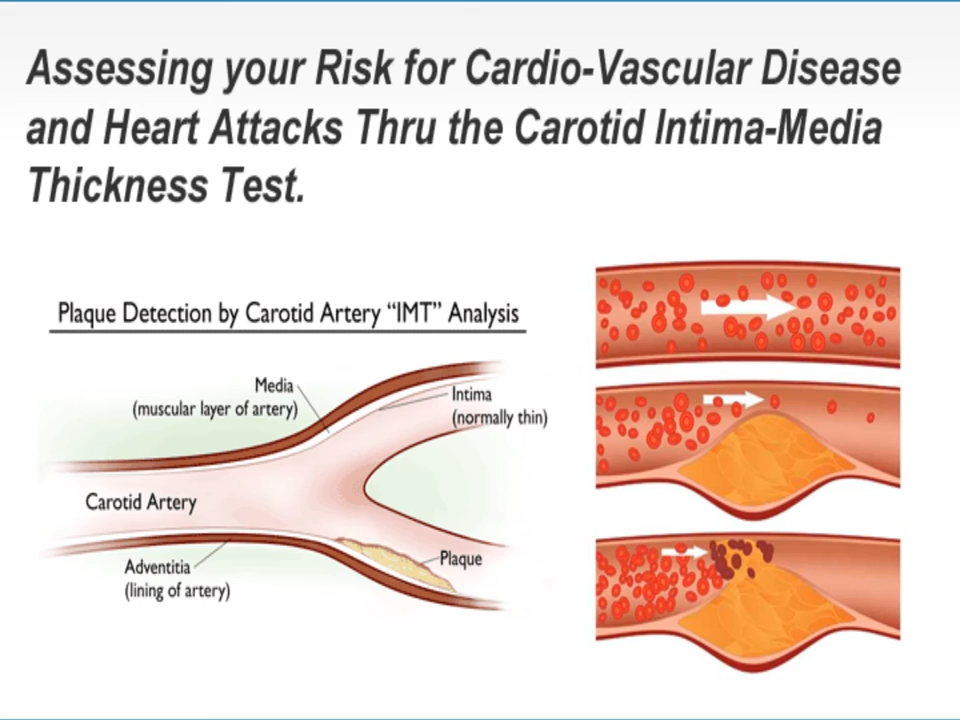 Assessing your Risk for Cardio-Vascular Disease
and Heart Attacks Thru the Carotid Intima-Media
Thickness Test.
Plaque Detection by Carotid Artery “IMT” Analysis
Media
(muscular layer of artery)
Intima
(normally thin)
Carotid Artery
Plaque
Adventitia
(lining of artery)